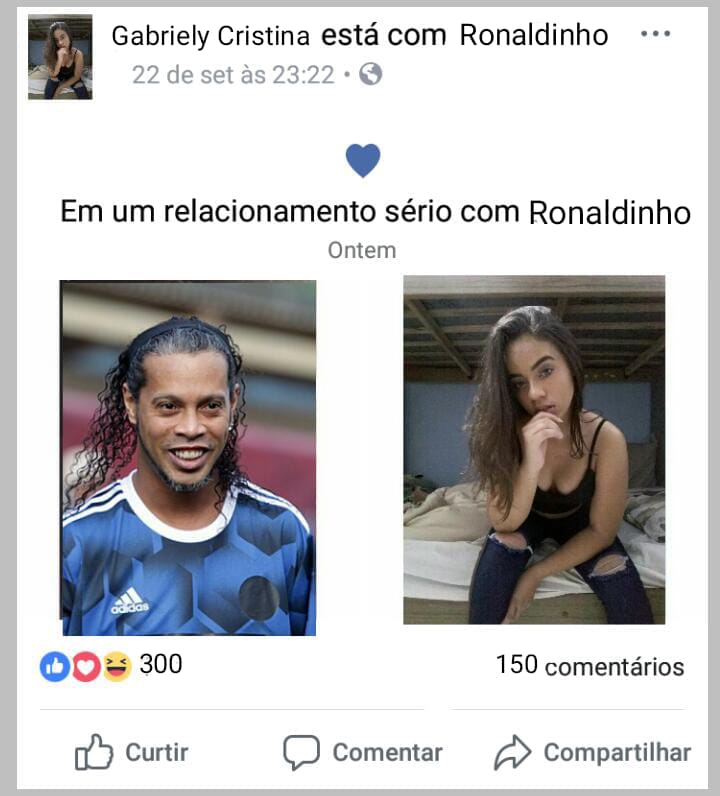 Gabriely Cristina está com Ronaldinho
22 de set às 23:22
Em um relacionamento sério com Ronaldinho
Ontem
adidas
300
150 comentários
Curtir
Comentar
Compartilhar